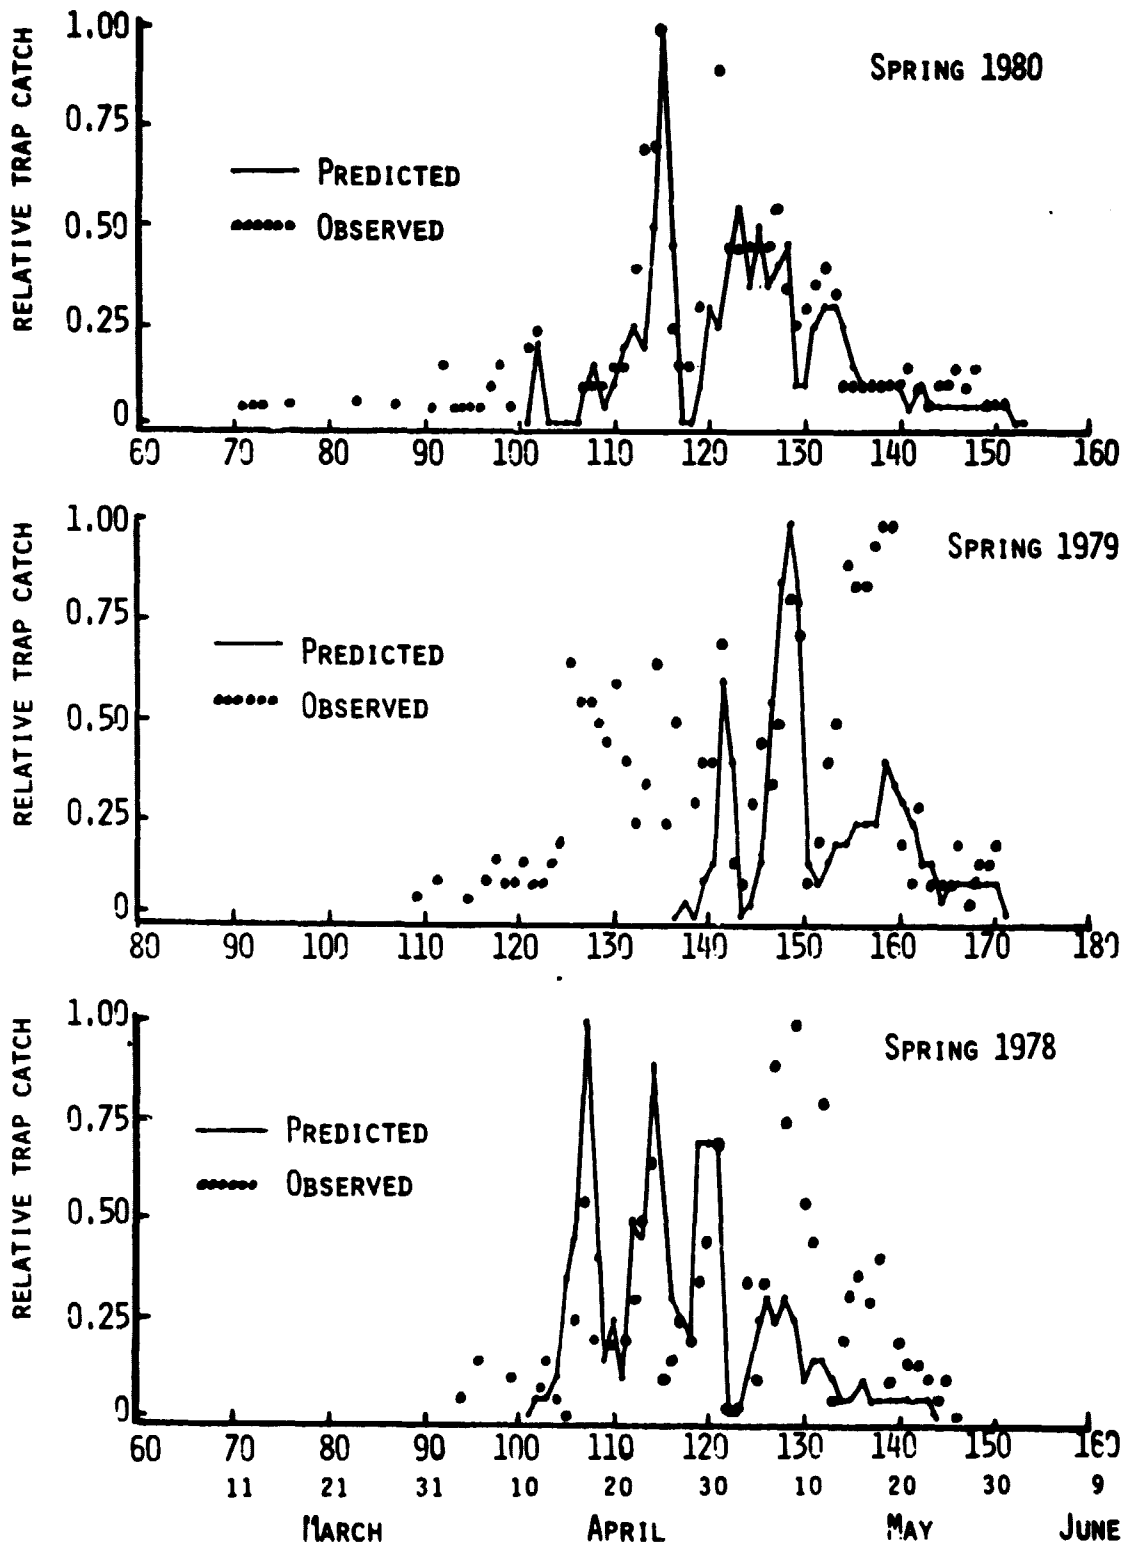 SPRING 1980
RELATIVE TRAP CATCH
1.00
0.75
0.50
0.25
0
PREDICTED
OBSERVED
60 70 80 90 100 110 120 130 140 150 160
SPRING 1979
RELATIVE TRAP CATCH
1.00
0.75
0.50
0.25
0
PREDICTED
OBSERVED
80 90 100 110 120 130 140 150 160 170 180
SPRING 1978
RELATIVE TRAP CATCH
1.00
0.75
0.50
0.25
0
PREDICTED
OBSERVED
60 70 80 90 100 110 120 130 140 150 160
11 21 31 10 20 30 10 20 30 9
MARCH APRIL MAY JUNE